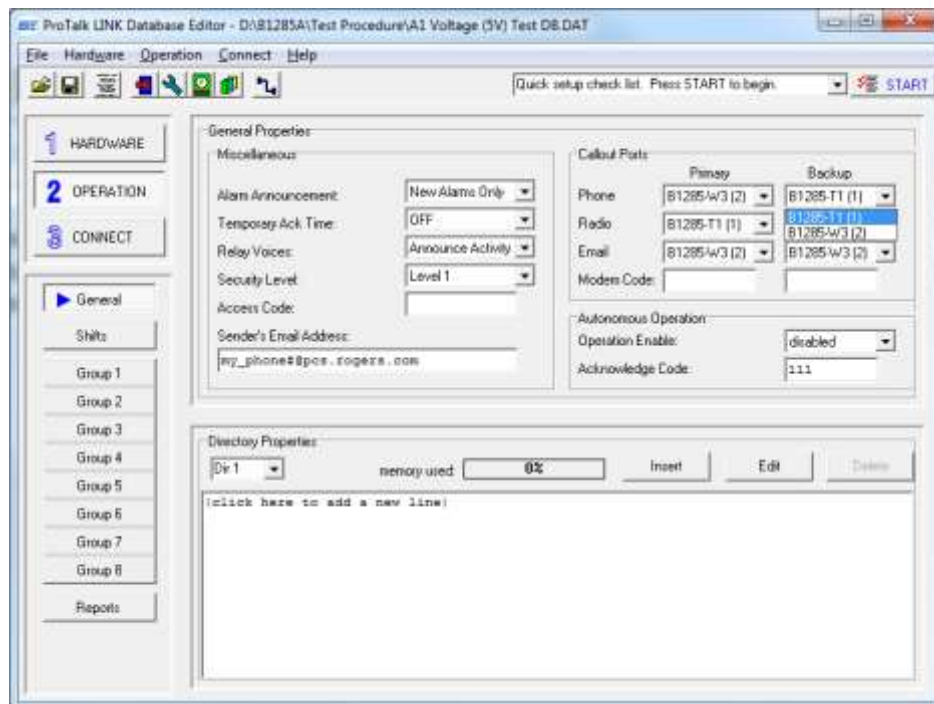 ProTalk LINK Database Editor - D:\B1285A\Test Procedure\A1 Voltage (5V) Test DB.DAT
File Hardware Operation Connect Help
Quick setup check list. Press START to begin. START
1 HARDWARE
2 OPERATION
3 CONNECT
General
Shifts
Group 1
Group 2
Group 3
Group 4
Group 5
Group 6
Group 7
Group 8
Reports
General Properties
Miscellaneous
Alarm Announcement: New Alarms Only
Temporary Ack Time: OFF
Relay Voices: Announce Activity
Security Level: Level 1
Access Code:
Sender's Email Address:
my_phone#@pcs.rogers.com
Callout Ports
Primary Backup
Phone B1285-W3 (2) B1285-T1 (1)
B1285-T1 (1)
B1285-W3 (2)
Radio B1285-T1 (1)
Email B1285-W3 (2) B1285-W3 (2)
Modem Code:
Autonomous Operation
Operation Enable: disabled
Acknowledge Code: 111
Directory Properties
Dir 1 memory used: 0% Insert Edit Delete
(click here to add a new line)